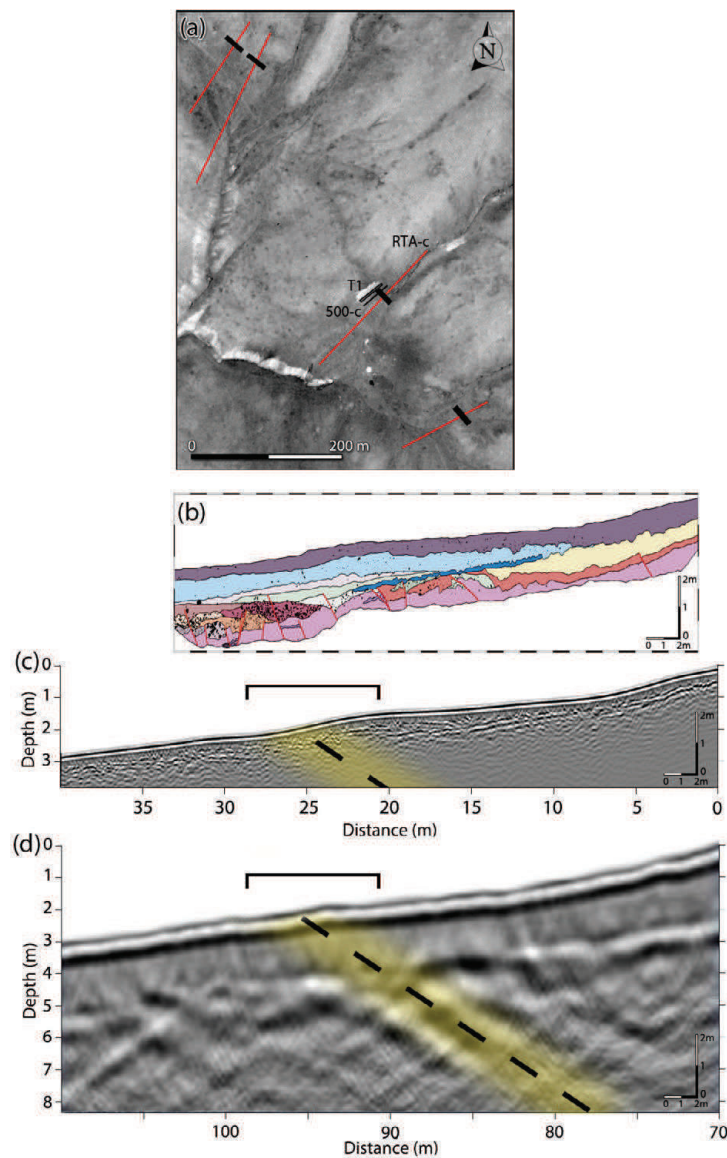 (a)
N
RTA-c
T1
500-c
0 200 m
(b)
2m
1
0
0 1 2m
(c)
0
1
2
3
Depth (m)
2m
1
0
0 1 2m
35 30 25 20 15 10 5 0
Distance (m)
(d)
0
1
2
3
4
5
6
7
8
Depth (m)
2m
1
0
0 1 2m
100 90 80 70
Distance (m)